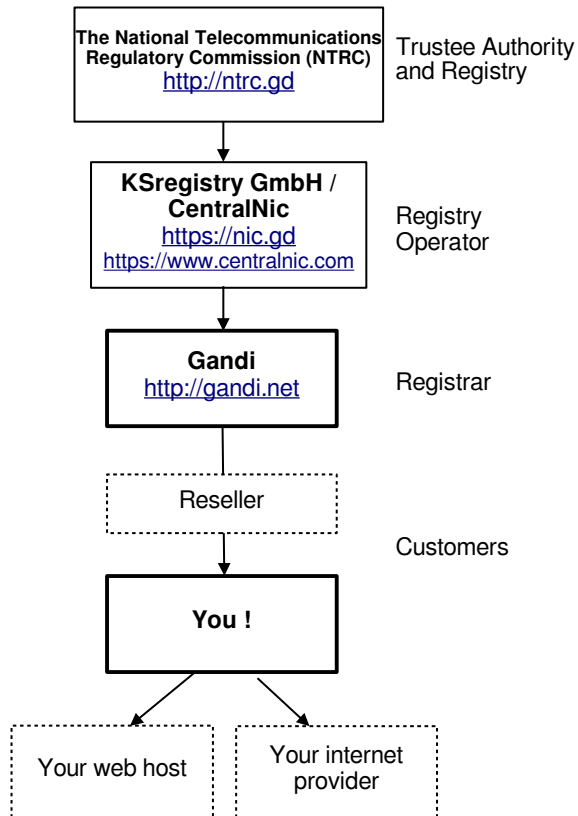 The National Telecommunications
Regulatory Commission (NTRC)
http://ntrc.gd
Trustee Authority
and Registry
KSregistry GmbH /
CentralNic
https://nic.gd
https://www.centralnic.com
Registry
Operator
Gandi
http://gandi.net
Registrar
Reseller
Customers
You !
Your web host
Your internet
provider